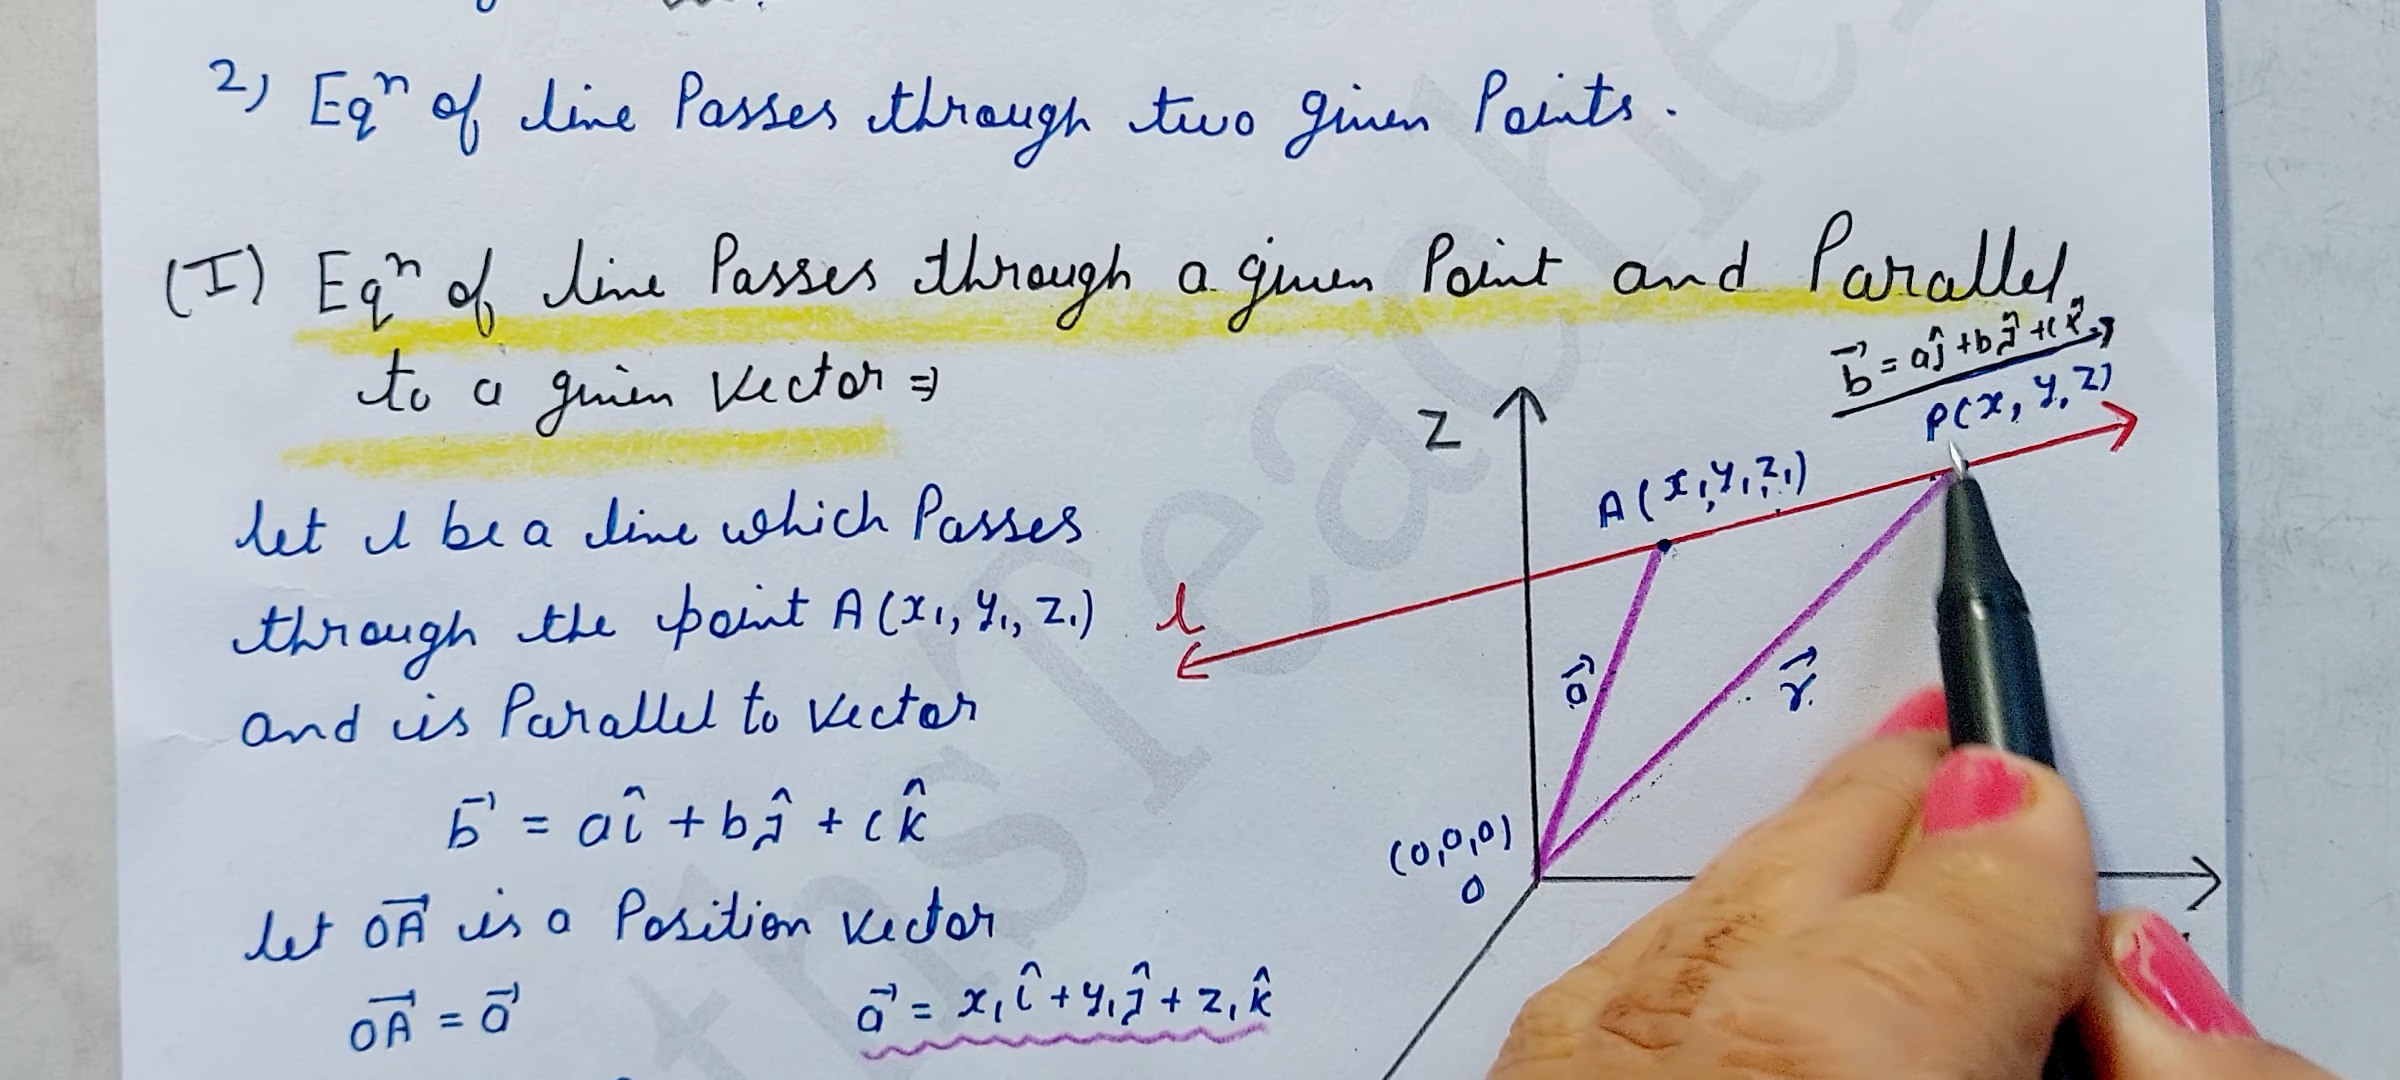 2) Eqⁿ of line Passes through two given Points.
(I) Eqⁿ of line Passes through a given Point and Parallel
to a given Vector ⇒
b⃗ = aĵ + bĵ + ck̂
P(x, y, z)
Z
A(x₁, y₁, z₁)
let l be a line which Passes
through the point A(x₁, y₁, z₁)
l
and is Parallel to vector
a⃗
r⃗
b⃗ = aî + bĵ + ck̂
(0,0,0)
O
let OA⃗ is a Position vector
OA⃗ = a⃗
a⃗ = x₁î + y₁ĵ + z₁k̂
thsTeache